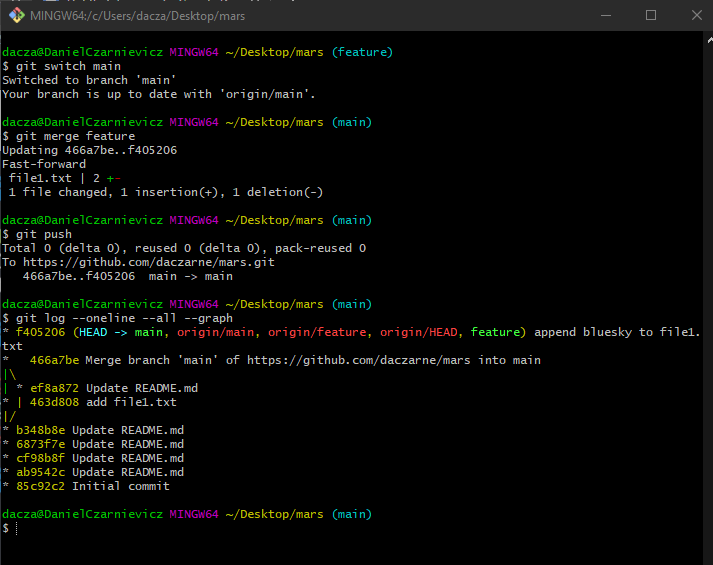 MINGW64:/c/Users/dacza/Desktop/mars
dacza@DanielCzarnievicz MINGW64 ~/Desktop/mars (feature)
$ git switch main
Switched to branch 'main'
Your branch is up to date with 'origin/main'.
dacza@DanielCzarnievicz MINGW64 ~/Desktop/mars (main)
$ git merge feature
Updating 466a7be..f405206
Fast-forward
 file1.txt | 2 +-
 1 file changed, 1 insertion(+), 1 deletion(-)
dacza@DanielCzarnievicz MINGW64 ~/Desktop/mars (main)
$ git push
Total 0 (delta 0), reused 0 (delta 0), pack-reused 0
To https://github.com/daczarne/mars.git
   466a7be..f405206  main -> main
dacza@DanielCzarnievicz MINGW64 ~/Desktop/mars (main)
$ git log --oneline --all --graph
* f405206 (HEAD -> main, origin/main, origin/feature, origin/HEAD, feature) append bluesky to file1.
txt
*   466a7be Merge branch 'main' of https://github.com/daczarne/mars into main
|\
| * ef8a872 Update README.md
* | 463d808 add file1.txt
|/
* b348b8e Update README.md
* 6873f7e Update README.md
* cf98b8f Update README.md
* ab9542c Update README.md
* 85c92c2 Initial commit
dacza@DanielCzarnievicz MINGW64 ~/Desktop/mars (main)
$